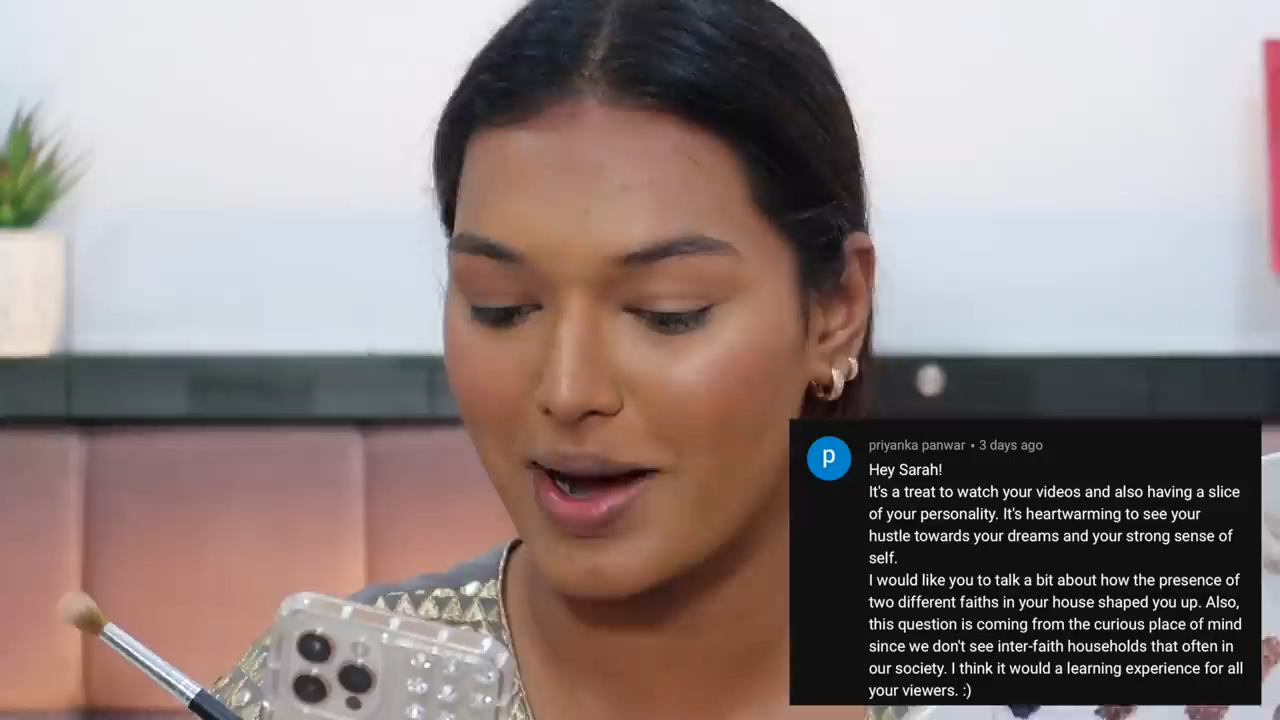 p
priyanka panwar • 3 days ago
Hey Sarah!
It's a treat to watch your videos and also having a slice
of your personality. It's heartwarming to see your
hustle towards your dreams and your strong sense of
self.
I would like you to talk a bit about how the presence of
two different faiths in your house shaped you up. Also,
this question is coming from the curious place of mind
since we don't see inter-faith households that often in
our society. I think it would a learning experience for all
your viewers. :)